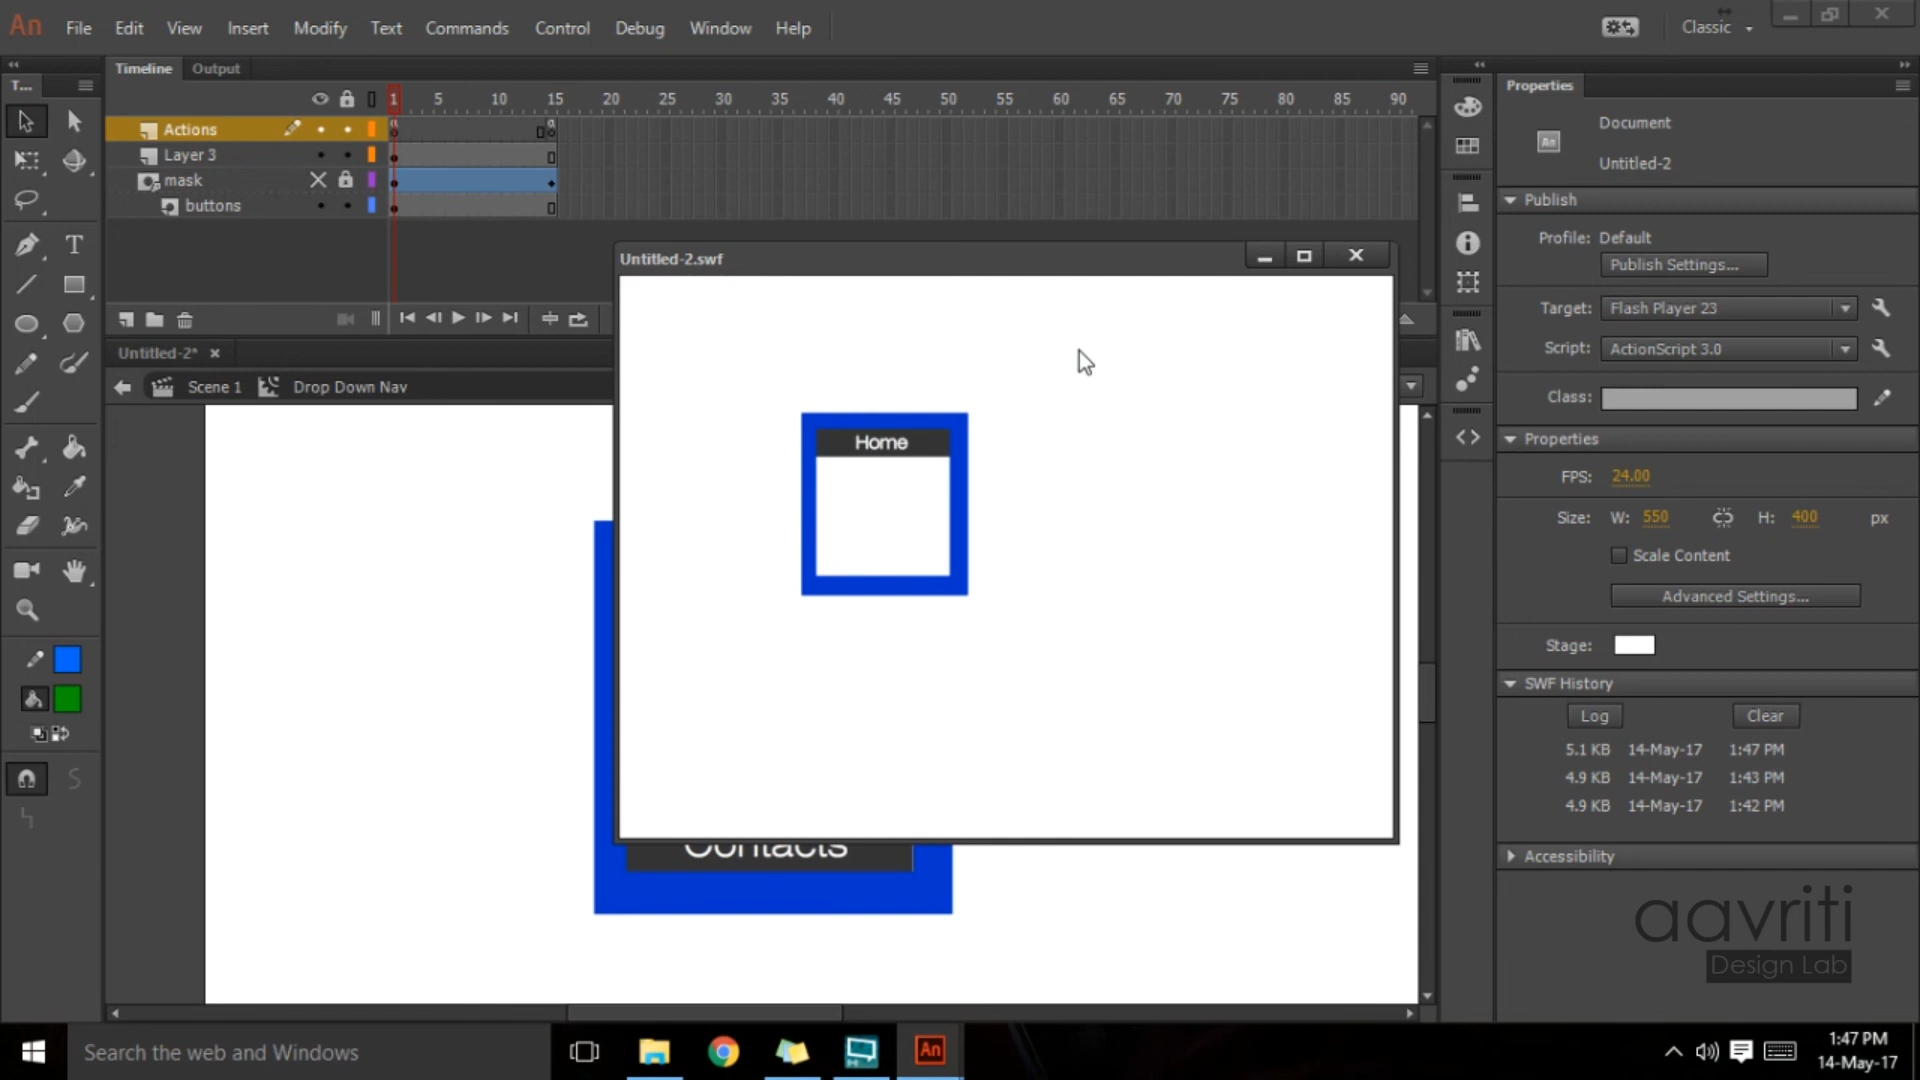 An File Edit View Insert Modify Text Commands Control Debug Window Help Classic
Timeline Output
T... Properties
1 5 10 15 20 25 30 35 40 45 50 55 60 65 70 75 80 85 90
Actions
Layer 3
mask
buttons
Document
Untitled-2
Publish
Profile: Default
Publish Settings...
Target: Flash Player 23
Script: ActionScript 3.0
Class:
Properties
FPS: 24.00
Size: W: 550 H: 400 px
Scale Content
Advanced Settings...
Stage:
SWF History
Log Clear
5.1 KB 14-May-17 1:47 PM
4.9 KB 14-May-17 1:43 PM
4.9 KB 14-May-17 1:42 PM
Accessibility
Untitled-2.swf
Home
Untitled-2*
Scene 1 Drop Down Nav
Contacts
aavriti
Design Lab
Search the web and Windows
An
1:47 PM
14-May-17